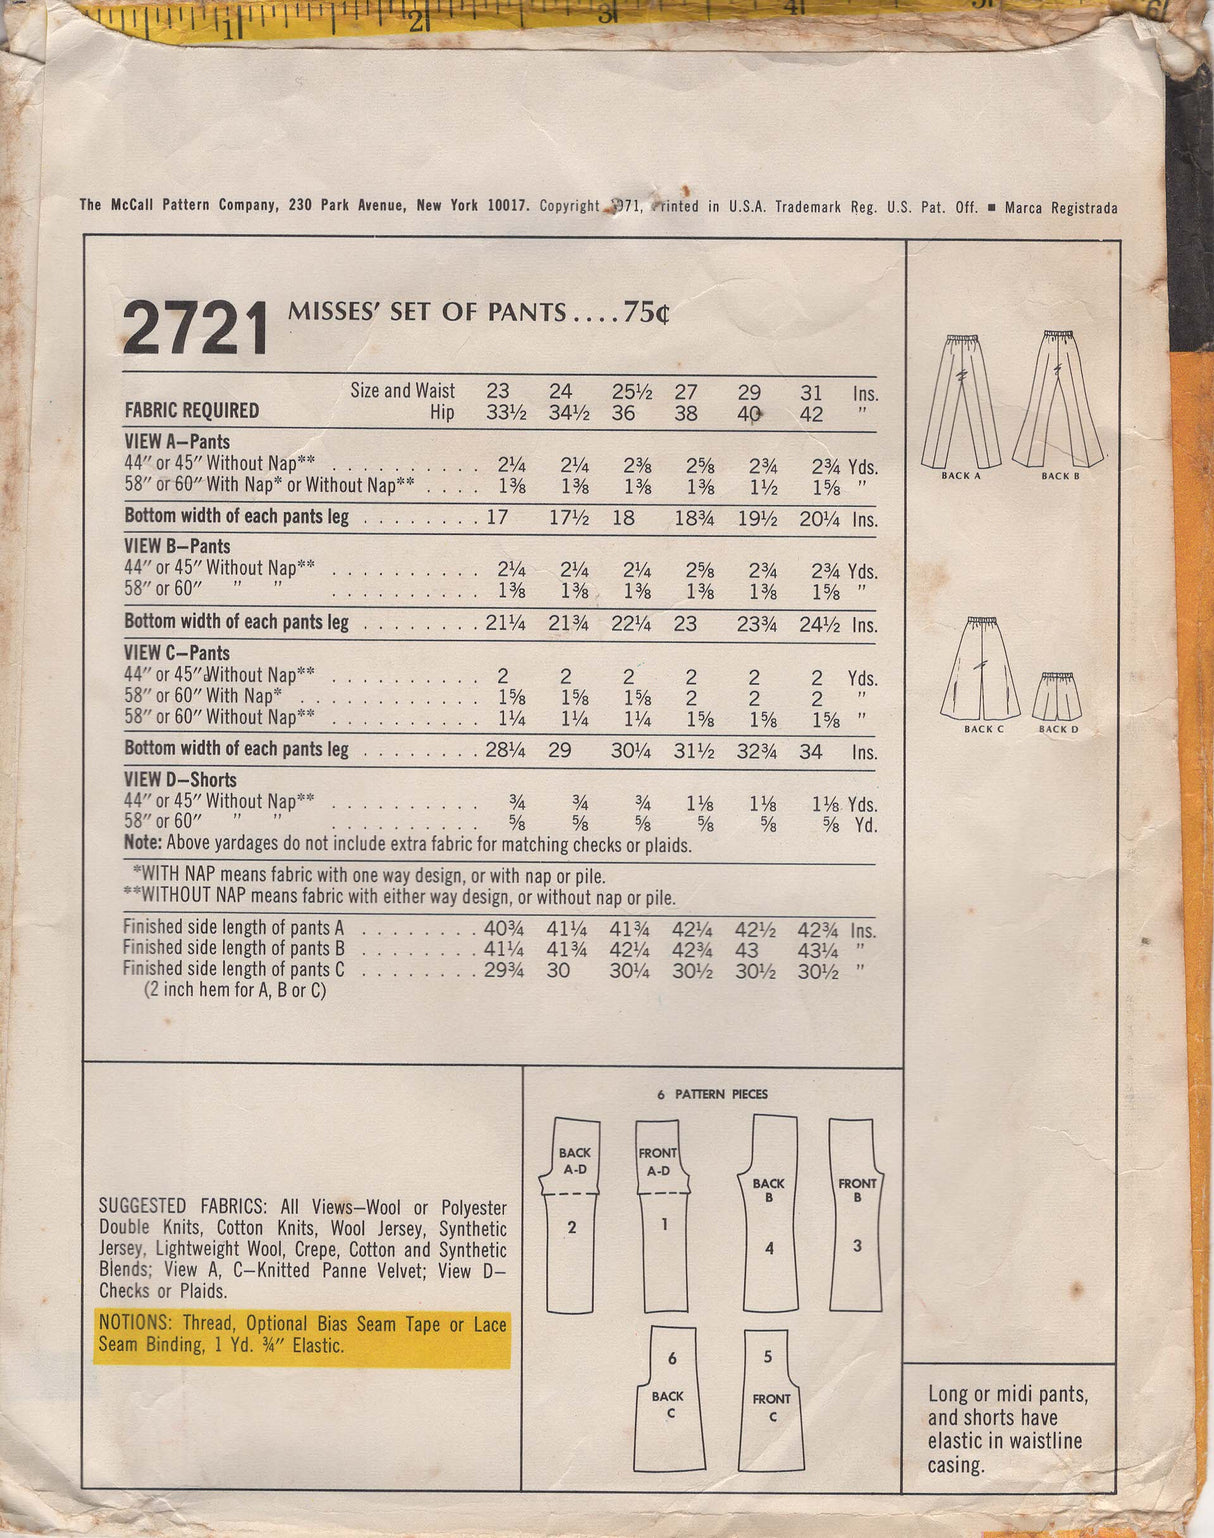 1 2 3 4 5 6
The McCall Pattern Company, 230 Park Avenue, New York 10017. Copyright 971, rinted in U.S.A. Trademark Reg. U.S. Pat. Off. ■ Marca Registrada
2721 MISSES' SET OF PANTS....75¢
Size and Waist 23 24 25½ 27 29 31 Ins.
FABRIC REQUIRED Hip 33½ 34½ 36 38 40 42 "
VIEW A–Pants
44" or 45" Without Nap** . . . . . . . . . . 2¼ 2¼ 2⅜ 2⅝ 2¾ 2¾ Yds.
58" or 60" With Nap* or Without Nap** . . . . 1⅜ 1⅜ 1⅜ 1⅜ 1½ 1⅝ "
Bottom width of each pants leg . . . . . . . . 17 17½ 18 18¾ 19½ 20¼ Ins.
VIEW B–Pants
44" or 45" Without Nap** . . . . . . . . . . 2¼ 2¼ 2¼ 2⅝ 2¾ 2¾ Yds.
58" or 60" " " . . . . . . . . . . 1⅜ 1⅜ 1⅜ 1⅜ 1⅜ 1⅝ "
Bottom width of each pants leg . . . . . . . . 21¼ 21¾ 22¼ 23 23¾ 24½ Ins.
VIEW C–Pants
44" or 45" Without Nap** . . . . . . . . . . 2 2 2 2 2 2 Yds.
58" or 60" With Nap* . . . . . . . . . . . . 1⅝ 1⅝ 1⅝ 2 2 2 "
58" or 60" Without Nap** . . . . . . . . . . 1¼ 1¼ 1¼ 1⅝ 1⅝ 1⅝ "
Bottom width of each pants leg . . . . . . . . 28¼ 29 30¼ 31½ 32¾ 34 Ins.
VIEW D–Shorts
44" or 45" Without Nap** . . . . . . . . . . ¾ ¾ ¾ 1⅛ 1⅛ 1⅛ Yds.
58" or 60" " " . . . . . . . . . . ⅝ ⅝ ⅝ ⅝ ⅝ ⅝ Yd.
Note: Above yardages do not include extra fabric for matching checks or plaids.
*WITH NAP means fabric with one way design, or with nap or pile.
**WITHOUT NAP means fabric with either way design, or without nap or pile.
Finished side length of pants A . . . . . . . . 40¾ 41¼ 41¾ 42¼ 42½ 42¾ Ins.
Finished side length of pants B . . . . . . . . 41¼ 41¾ 42¼ 42¾ 43 43¼ "
Finished side length of pants C . . . . . . . . 29¾ 30 30¼ 30½ 30½ 30½ "
(2 inch hem for A, B or C)
BACK A BACK B
BACK C BACK D
SUGGESTED FABRICS: All Views–Wool or Polyester
Double Knits, Cotton Knits, Wool Jersey, Synthetic
Jersey, Lightweight Wool, Crepe, Cotton and Synthetic
Blends; View A, C–Knitted Panne Velvet; View D–
Checks or Plaids.
NOTIONS: Thread, Optional Bias Seam Tape or Lace
Seam Binding, 1 Yd. ¾" Elastic.
6 PATTERN PIECES
BACK
A-D
2
FRONT
A-D
1
BACK
B
4
FRONT
B
3
6
BACK
C
5
FRONT
C
Long or midi pants,
and shorts have
elastic in waistline
casing.